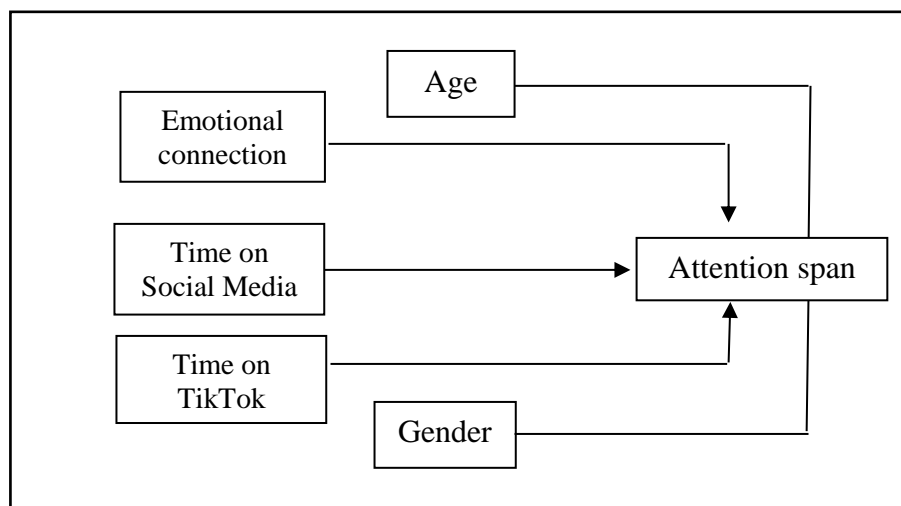 Age
Emotional
connection
Time on
Social Media
Attention span
Time on
TikTok
Gender